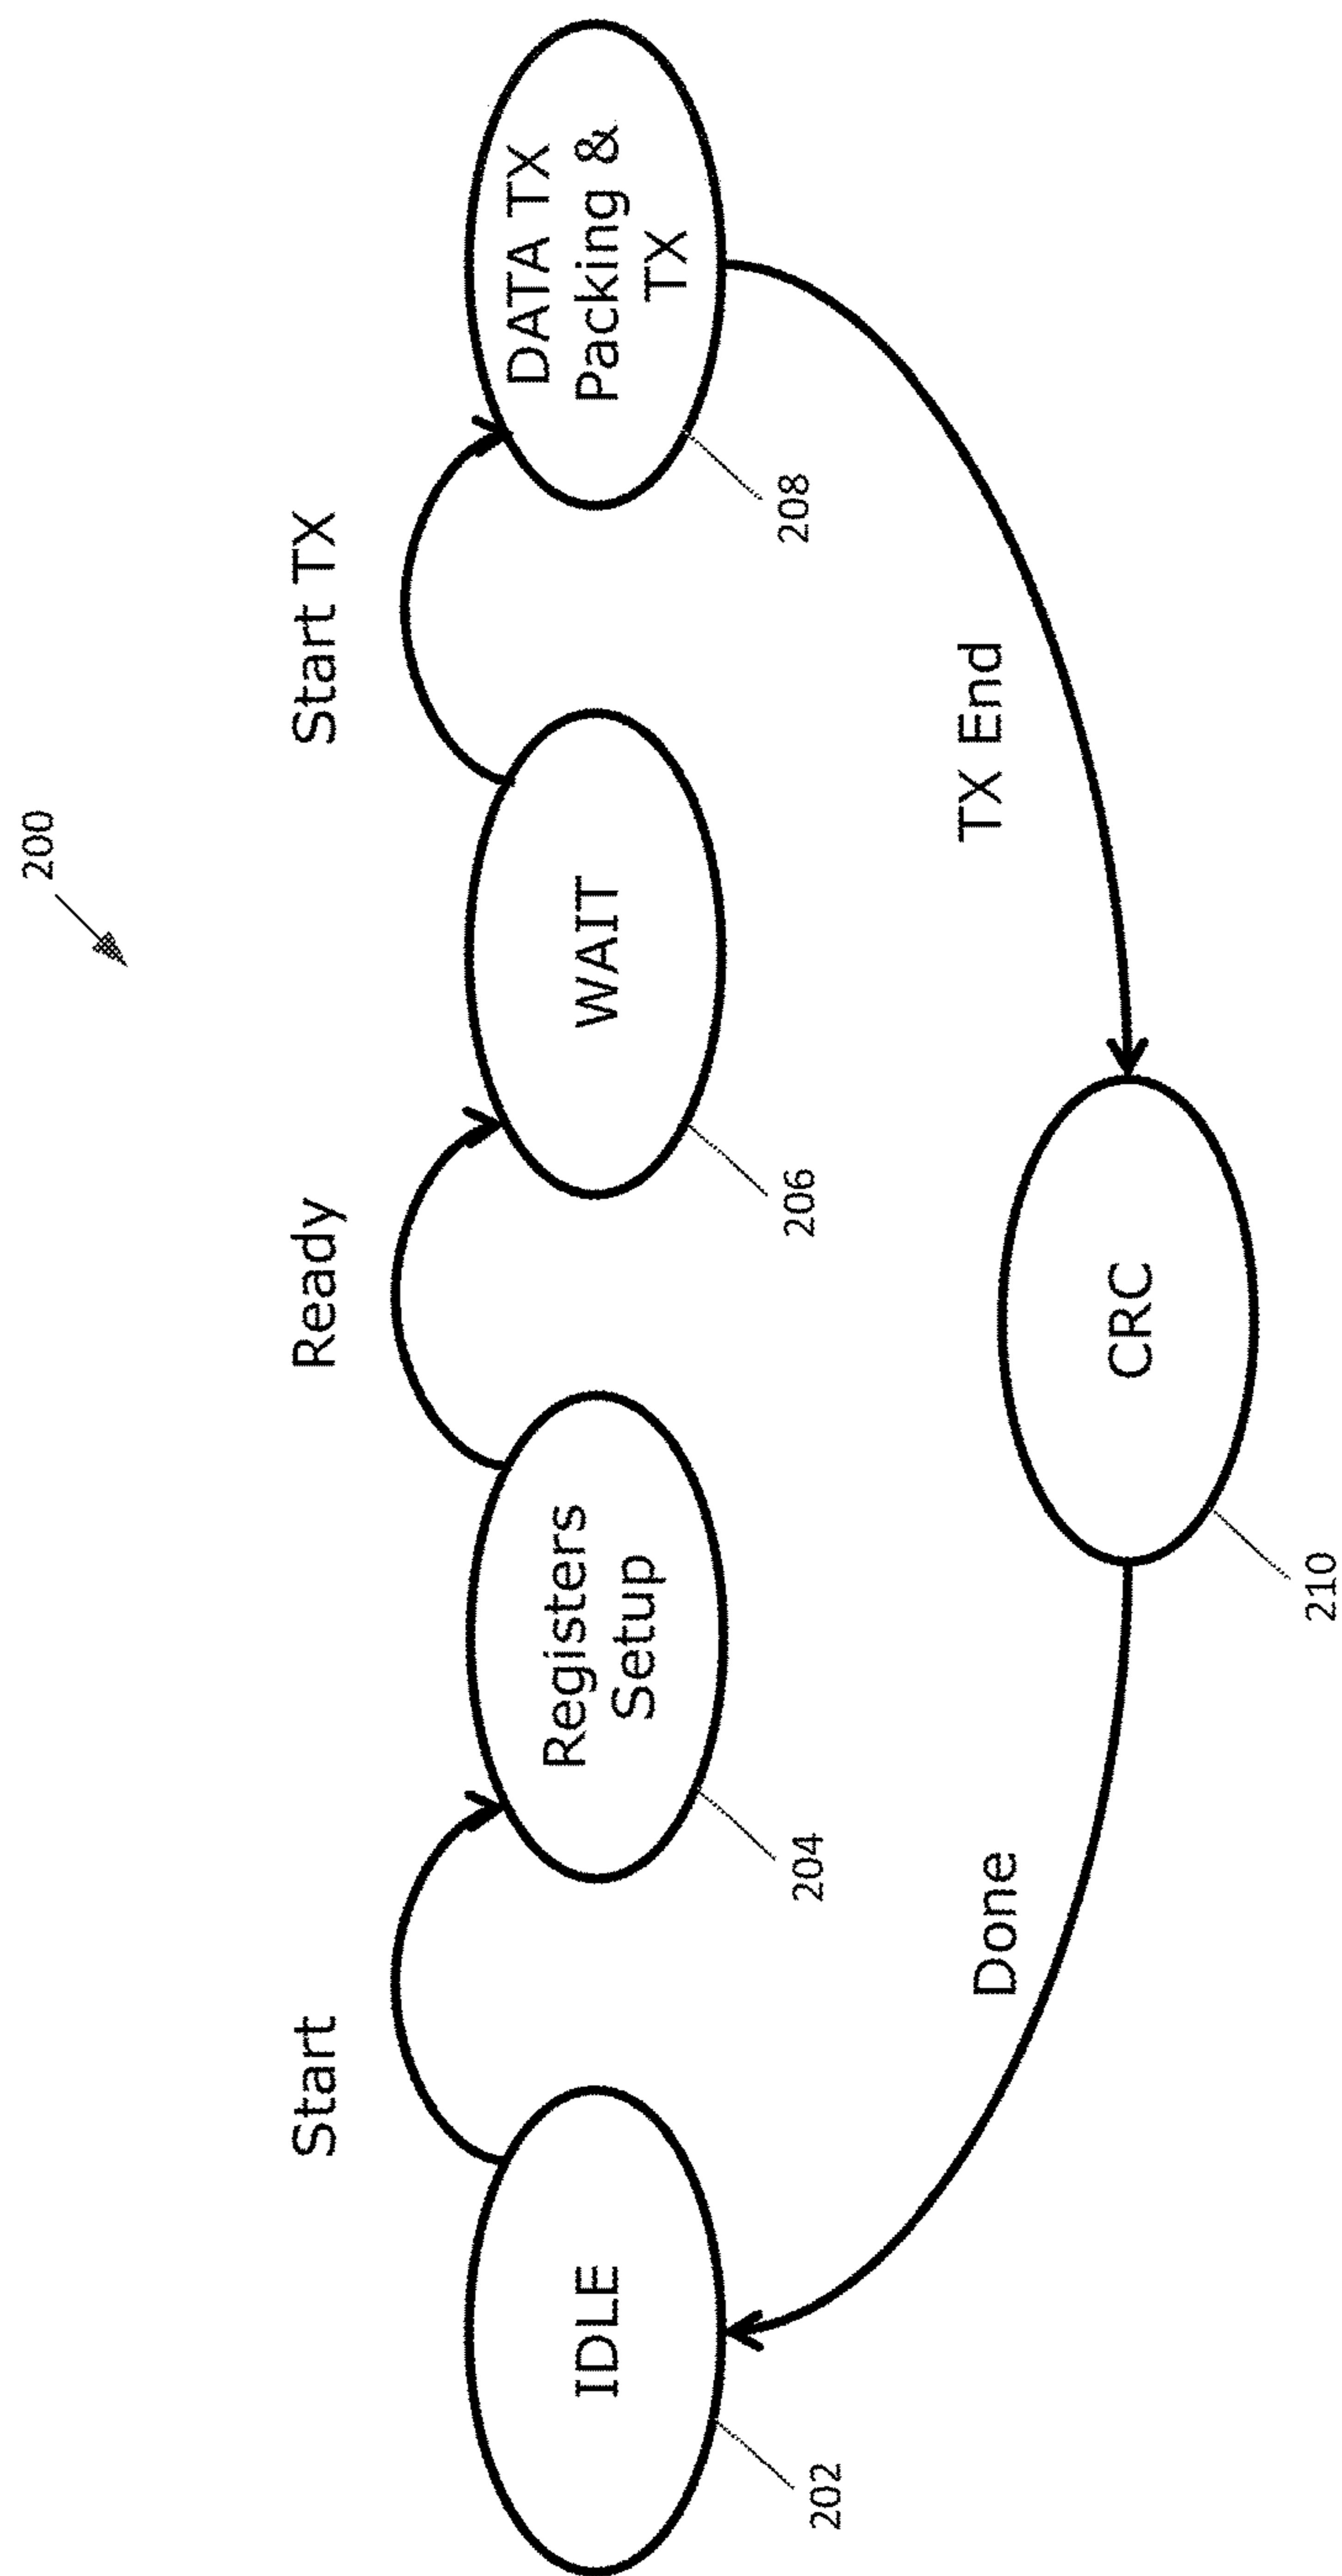 200
Start
Ready
Start TX
IDLE
Registers
Setup
WAIT
DATA TX
Packing &
TX
202
204
206
208
Done
TX End
CRC
210